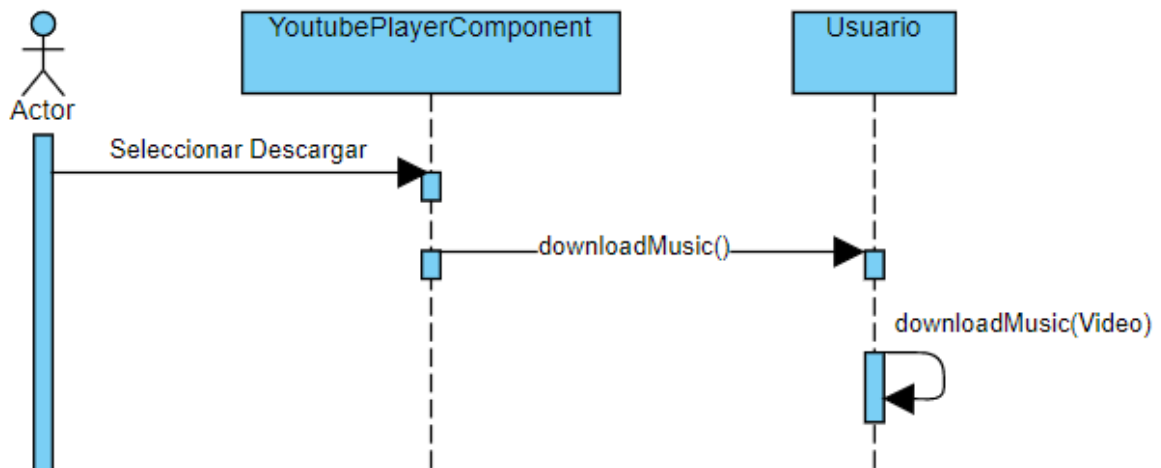 YoutubePlayerComponent
Usuario
Actor
Seleccionar Descargar
downloadMusic()
downloadMusic(Video)